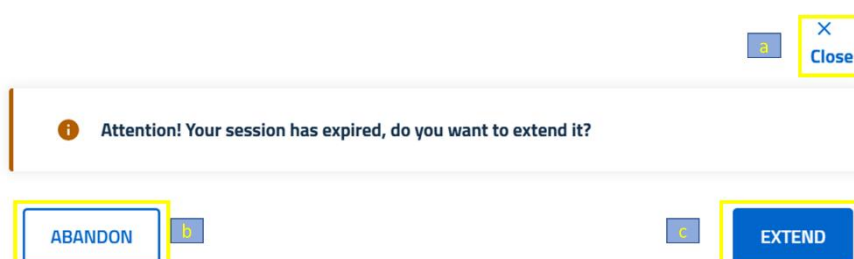 a
Close
Attention! Your session has expired, do you want to extend it?
ABANDON b c EXTEND